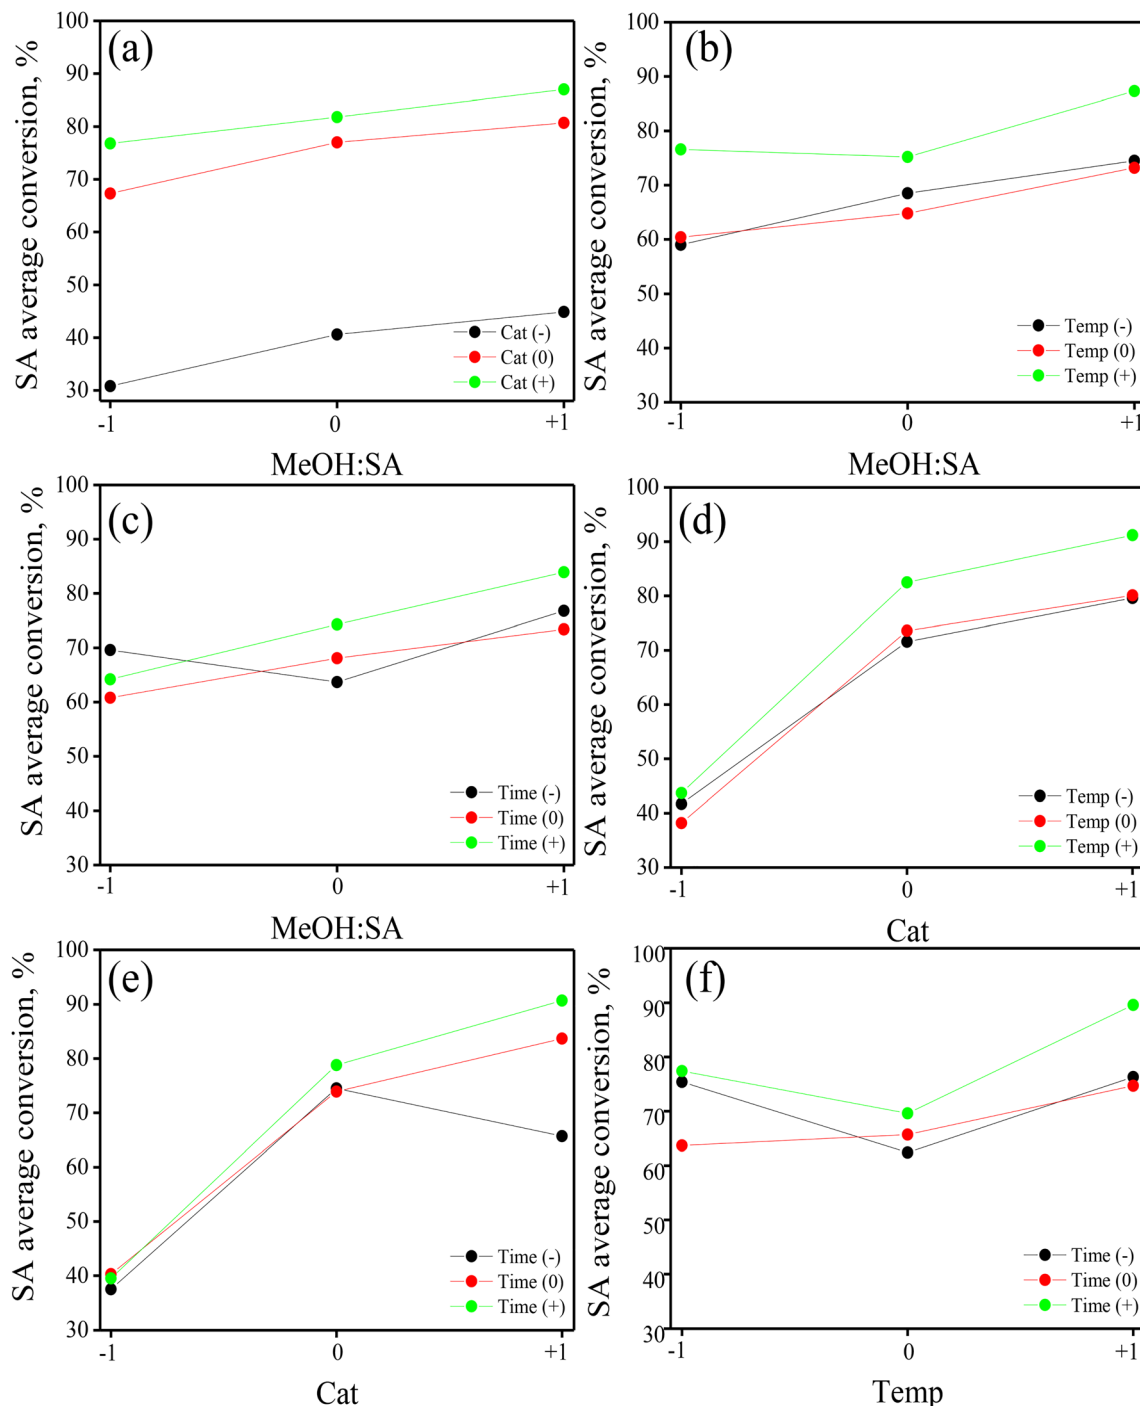 (a)
SA average conversion, %
100
90
80
70
60
50
40
30
Cat (-)
Cat (0)
Cat (+)
-1
0
+1
MeOH:SA
(b)
SA average conversion, %
100
90
80
70
60
50
40
30
Temp (-)
Temp (0)
Temp (+)
-1
0
+1
MeOH:SA
(c)
SA average conversion, %
100
90
80
70
60
50
40
30
Time (-)
Time (0)
Time (+)
-1
0
+1
MeOH:SA
(d)
SA average conversion, %
100
90
80
70
60
50
40
30
Temp (-)
Temp (0)
Temp (+)
-1
0
+1
Cat
(e)
SA average conversion, %
100
90
80
70
60
50
40
30
Time (-)
Time (0)
Time (+)
-1
0
+1
Cat
(f)
SA average conversion, %
100
90
80
70
60
50
40
30
Time (-)
Time (0)
Time (+)
-1
0
+1
Temp